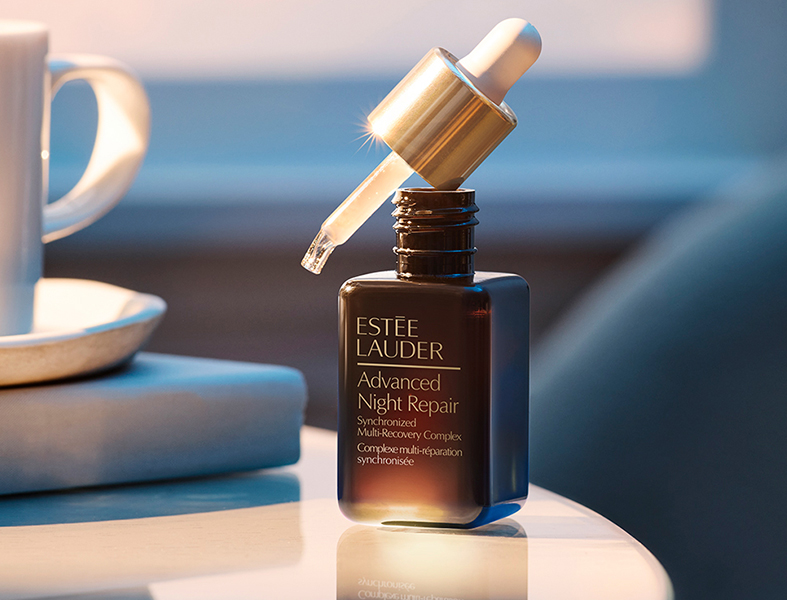 ESTĒE
LAUDER
Advanced
Night Repair
Synchronized
Multi-Recovery Complex
Complexe multi-réparation
synchronisée